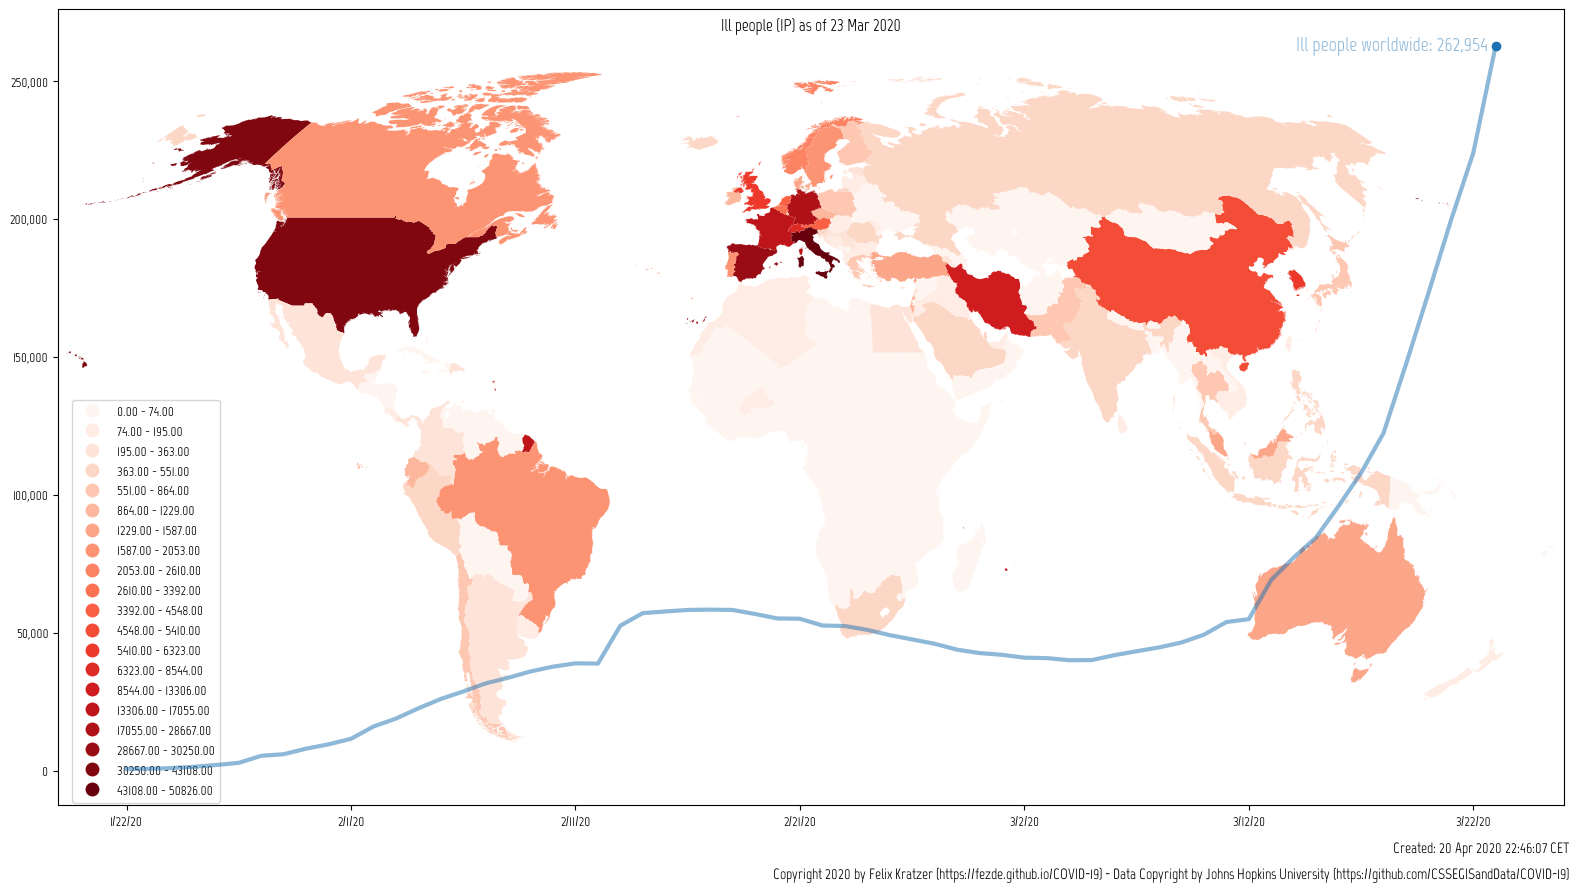 Ill people (IP) as of 23 Mar 2020
Ill people worldwide: 262,954
250,000
200,000
150,000
100,000
50,000
0
0.00 - 74.00
74.00 - 195.00
195.00 - 363.00
363.00 - 551.00
551.00 - 864.00
864.00 - 1229.00
1229.00 - 1587.00
1587.00 - 2053.00
2053.00 - 2610.00
2610.00 - 3392.00
3392.00 - 4548.00
4548.00 - 5410.00
5410.00 - 6323.00
6323.00 - 8544.00
8544.00 - 13306.00
13306.00 - 17055.00
17055.00 - 28667.00
28667.00 - 30250.00
30250.00 - 43108.00
43108.00 - 50826.00
1/22/20
2/1/20
2/11/20
2/21/20
3/2/20
3/12/20
3/22/20
Created: 20 Apr 2020 22:46:07 CET
Copyright 2020 by Felix Kratzer (https://fezde.github.io/COVID-19) - Data Copyright by Johns Hopkins University (https://github.com/CSSEGISandData/COVID-19)